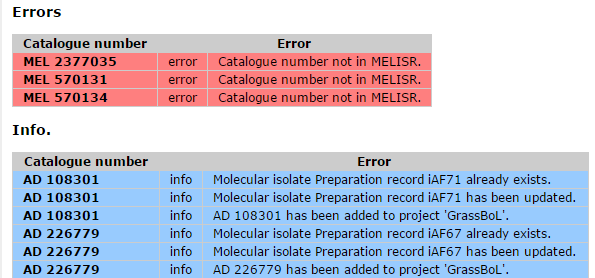 Errors
Catalogue number Error
MEL 2377035 error Catalogue number not in MELISR.
MEL 570131 error Catalogue number not in MELISR.
MEL 570134 error Catalogue number not in MELISR.
Info.
Catalogue number Error
AD 108301 info Molecular isolate Preparation record iAF71 already exists.
AD 108301 info Molecular isolate Preparation record iAF71 has been updated.
AD 108301 info AD 108301 has been added to project 'GrassBoL'.
AD 226779 info Molecular isolate Preparation record iAF67 already exists.
AD 226779 info Molecular isolate Preparation record iAF67 has been updated.
AD 226779 info AD 226779 has been added to project 'GrassBoL'.